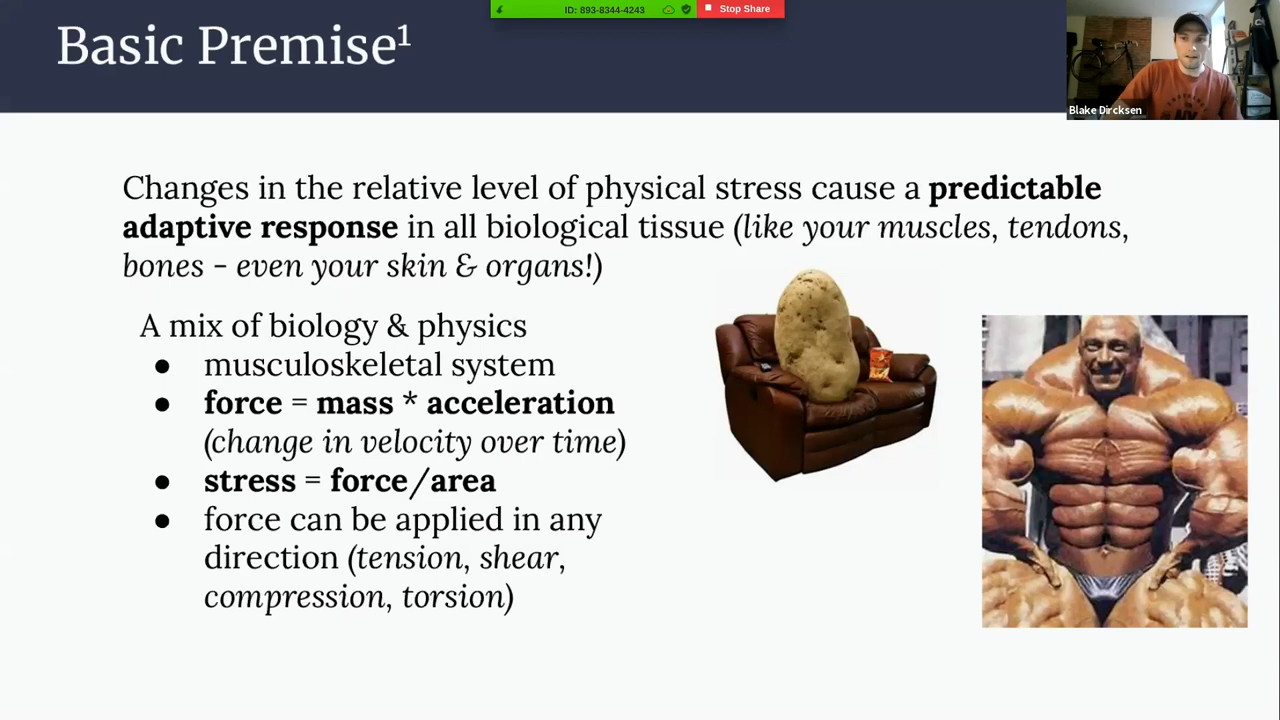 ID: 893-8344-4243
Stop Share
Basic Premise¹
Blake Dircksen
Changes in the relative level of physical stress cause a predictable
adaptive response in all biological tissue (like your muscles, tendons,
bones - even your skin & organs!)
A mix of biology & physics
● musculoskeletal system
● force = mass * acceleration
(change in velocity over time)
● stress = force/area
● force can be applied in any
direction (tension, shear,
compression, torsion)